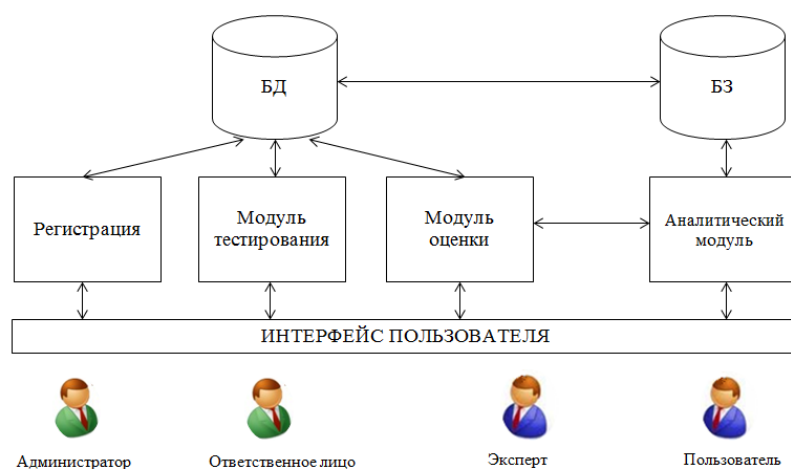 БД
БЗ
Регистрация
Модуль
тестирования
Модуль
оценки
Аналитический
модуль
ИНТЕРФЕЙС ПОЛЬЗОВАТЕЛЯ
Администратор
Ответственное лицо
Эксперт
Пользователь